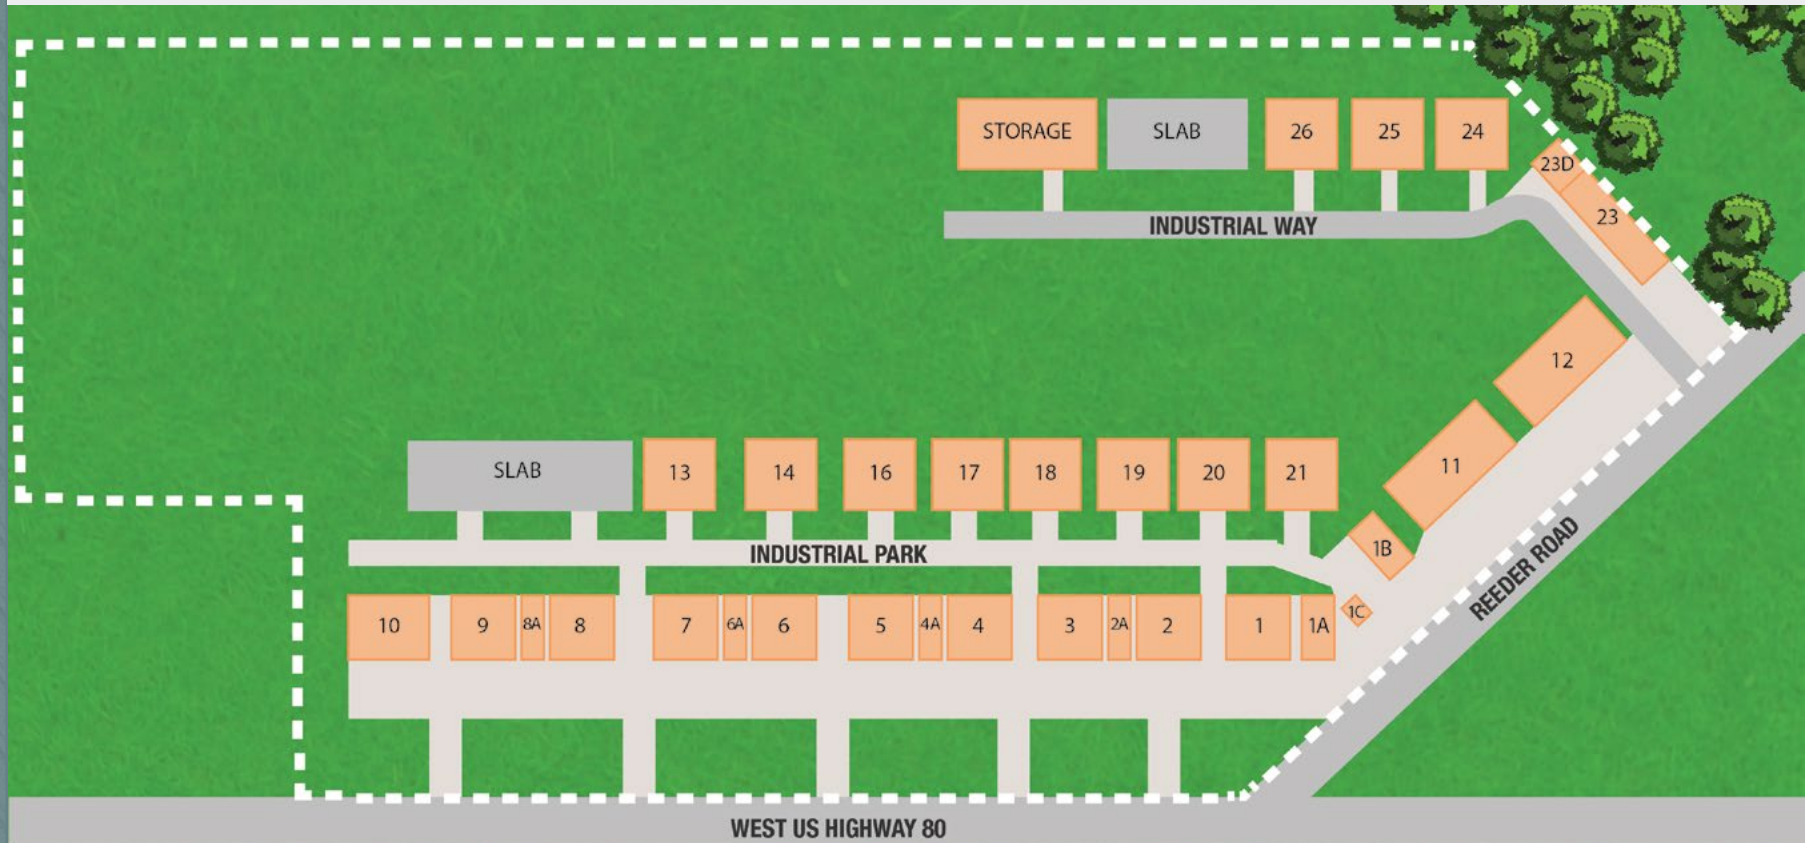 STORAGE
SLAB
26
25
24
23D
23
INDUSTRIAL WAY
12
11
SLAB
13
14
16
17
18
19
20
21
1B
INDUSTRIAL PARK
REEDER ROAD
10
9
8A
8
7
6A
6
5
4A
4
3
2A
2
1
1A
1C
WEST US HIGHWAY 80